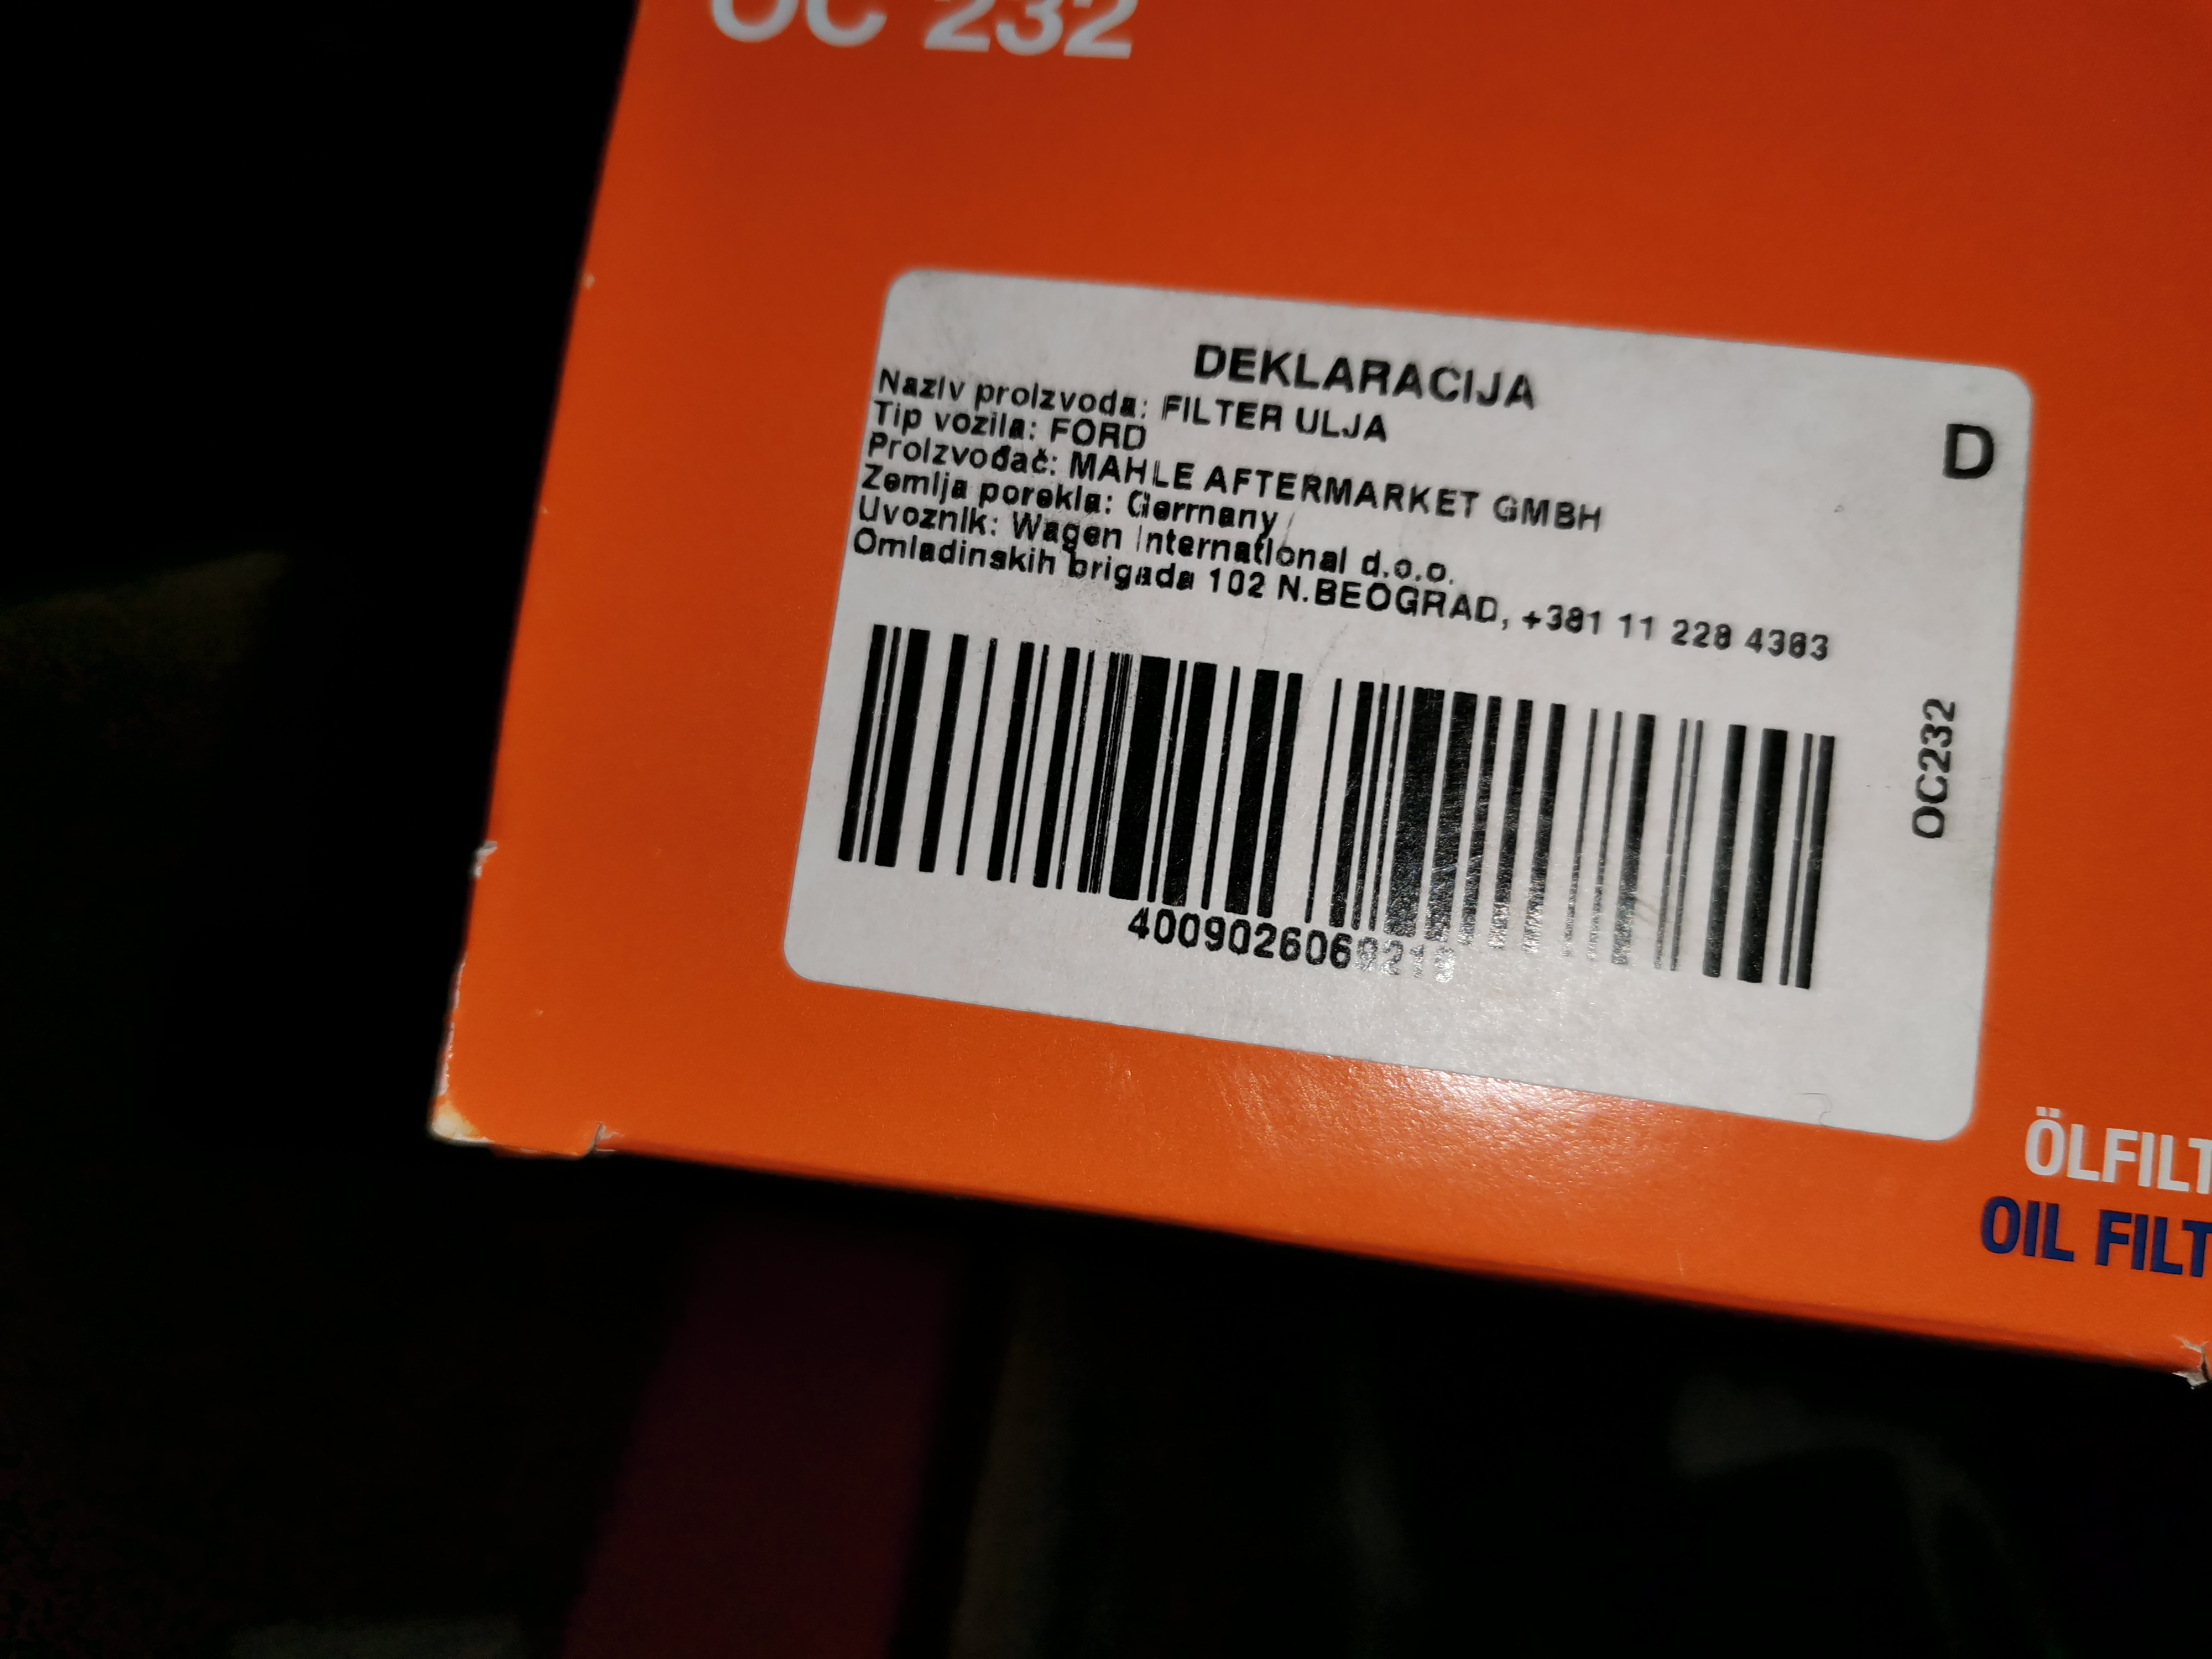 OC 232
DEKLARACIJA
Naziv proizvoda: FILTER ULJA
Tip vozila: FORD
Proizvođač: MAHLE AFTERMARKET GMBH
Zemlja porekla: Germany
Uvoznik: Wagen International d.o.o.
Omladinskih brigada 102 N.BEOGRAD, +381 11 228 4383
D
OC232
ÖLFILT
OIL FILT